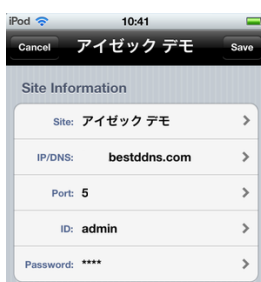 iPod 10:41
Cancel アイゼック デモ Save
Site Information
Site: アイゼック デモ
IP/DNS: bestddns.com
Port: 5
ID: admin
Password: ****